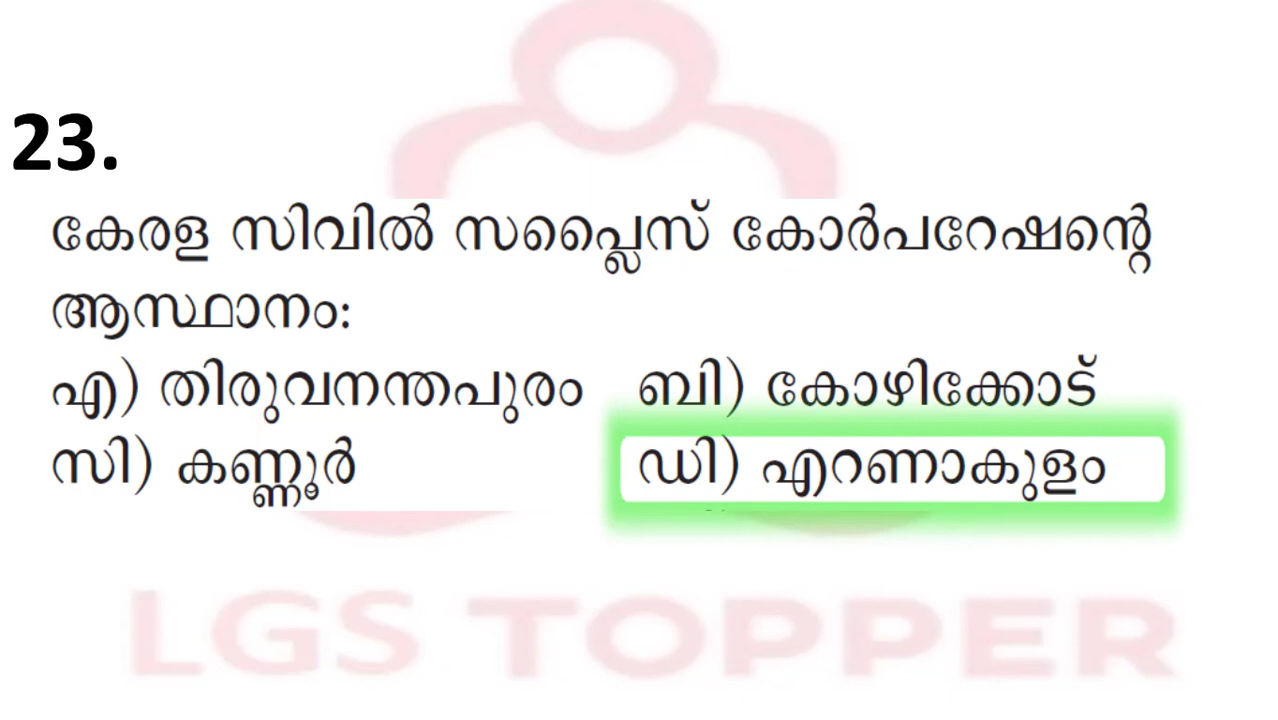 23.
കേരള സിവിൽ സപ്ലൈസ് കോർപറേഷന്റെ
ആസ്ഥാനം:
എ) തിരുവനന്തപുരം ബി) കോഴിക്കോട്
സി) കണ്ണൂർ ഡി) എറണാകുളം
LGS TOPPER